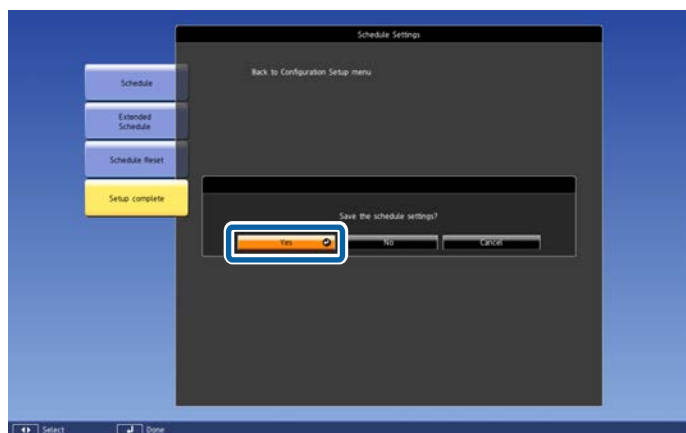 Schedule Settings
Back to Configuration Setup menu
Schedule
Extended
Schedule
Schedule Reset
Setup complete
Save the schedule settings?
Yes
No
Cancel
Select
Done